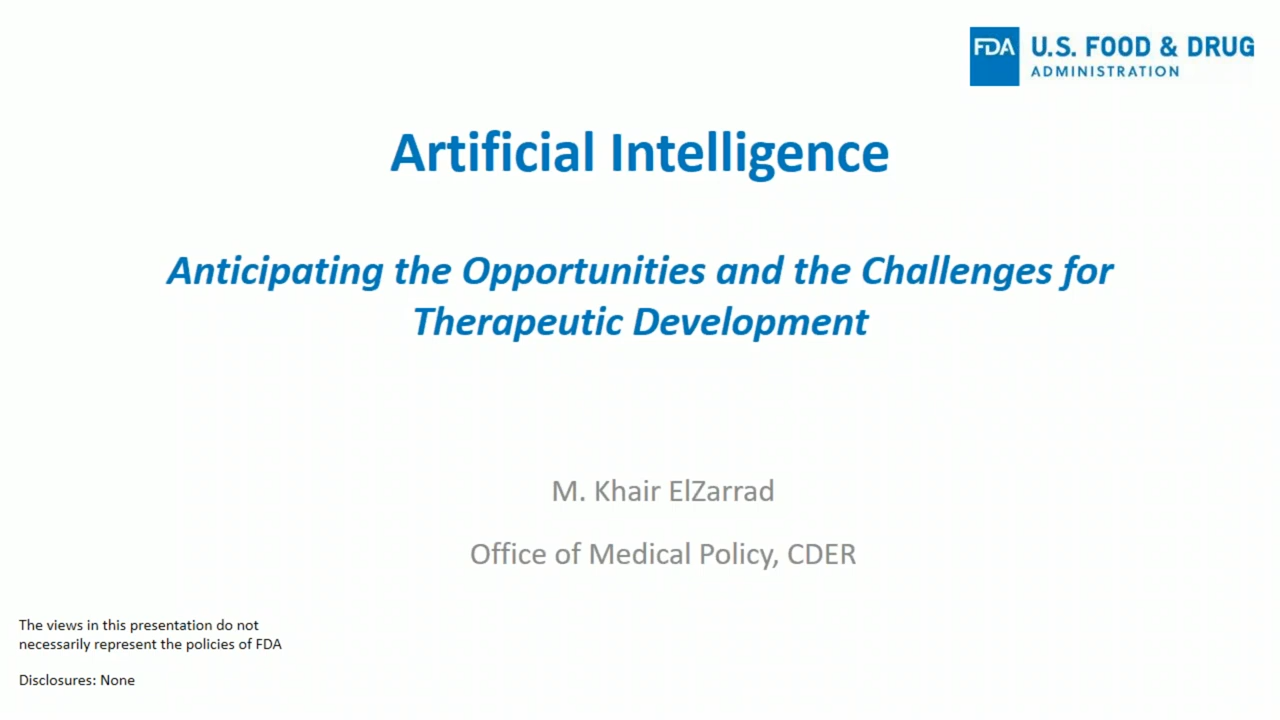 FDA U.S. FOOD & DRUG
ADMINISTRATION
Artificial Intelligence
Anticipating the Opportunities and the Challenges for
Therapeutic Development
M. Khair ElZarrad
Office of Medical Policy, CDER
The views in this presentation do not
necessarily represent the policies of FDA
Disclosures: None